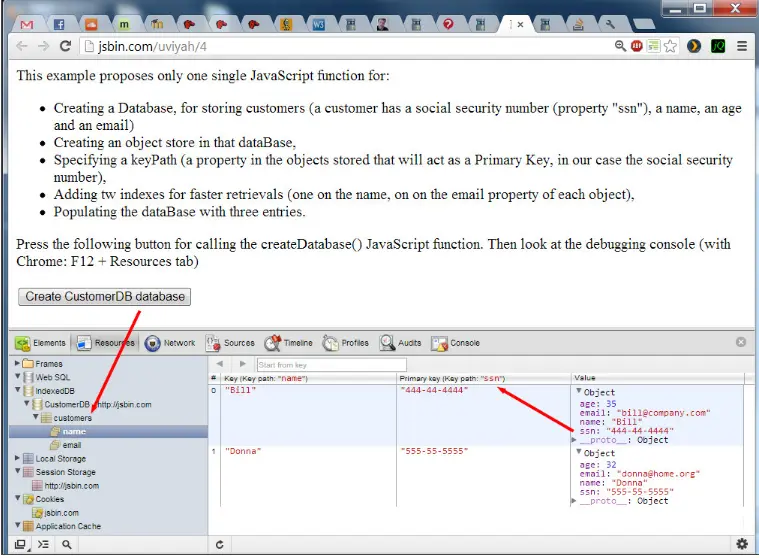 jsbin.com/uviyah/4
This example proposes only one single JavaScript function for:
Creating a Database, for storing customers (a customer has a social security number (property "ssn"), a name, an age
and an email)
Creating an object store in that dataBase,
Specifying a keyPath (a property in the objects stored that will act as a Primary Key, in our case the social security
number),
Adding tw indexes for faster retrievals (one on the name, on on the email property of each object),
Populating the dataBase with three entries.
Press the following button for calling the createDatabase() JavaScript function. Then look at the debugging console (with
Chrome: F12 + Resources tab)
Create CustomerDB database
Elements Resources Network Sources Timeline Profiles Audits Console
Frames
Web SQL
IndexedDB
CustomerDB - http://jsbin.com
customers
name
email
Local Storage
Session Storage
http://jsbin.com
Cookies
jsbin.com
Application Cache
Start from key
# Key (Key path: "name") Primary key (Key path: "ssn") Value
0 "Bill" "444-44-4444" Object
age: 35
email: "bill@company.com"
name: "Bill"
ssn: "444-44-4444"
__proto__: Object
1 "Donna" "555-55-5555" Object
age: 32
email: "donna@home.org"
name: "Donna"
ssn: "555-55-5555"
__proto__: Object